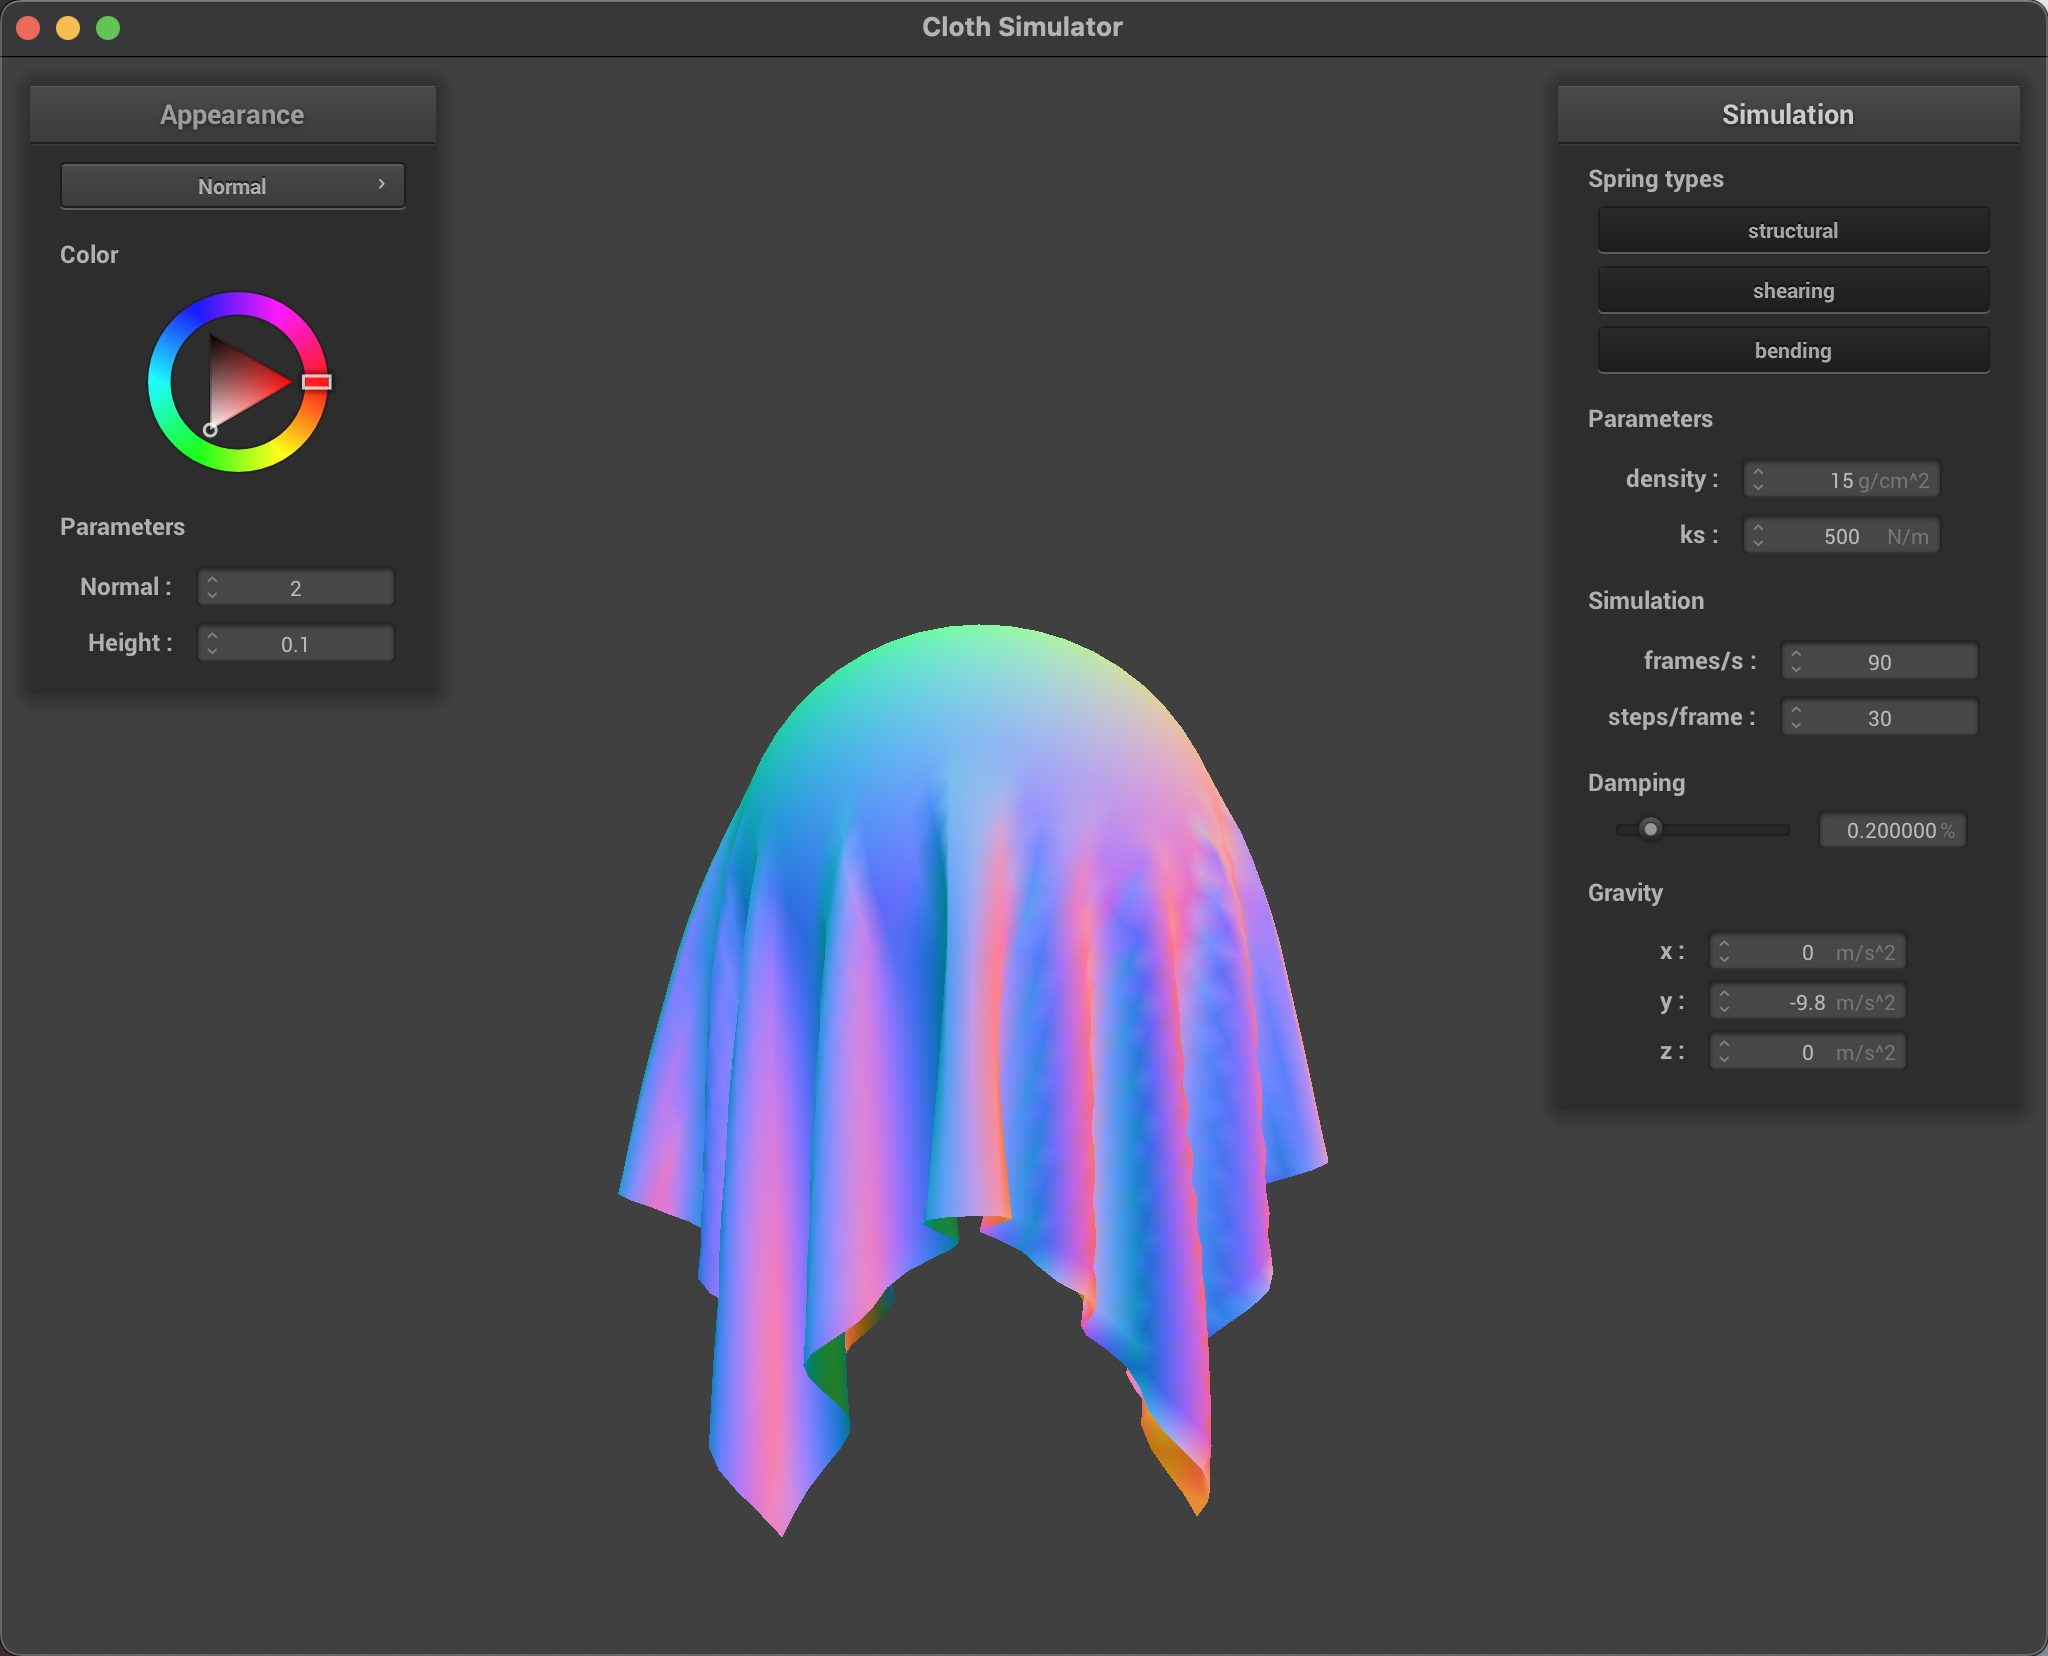 Cloth Simulator
Appearance
Normal
Color
Parameters
Normal : 2
Height : 0.1
Simulation
Spring types
structural
shearing
bending
Parameters
density : 15 g/cm^2
ks : 500 N/m
Simulation
frames/s : 90
steps/frame : 30
Damping
0.200000 %
Gravity
x : 0 m/s^2
y : -9.8 m/s^2
z : 0 m/s^2